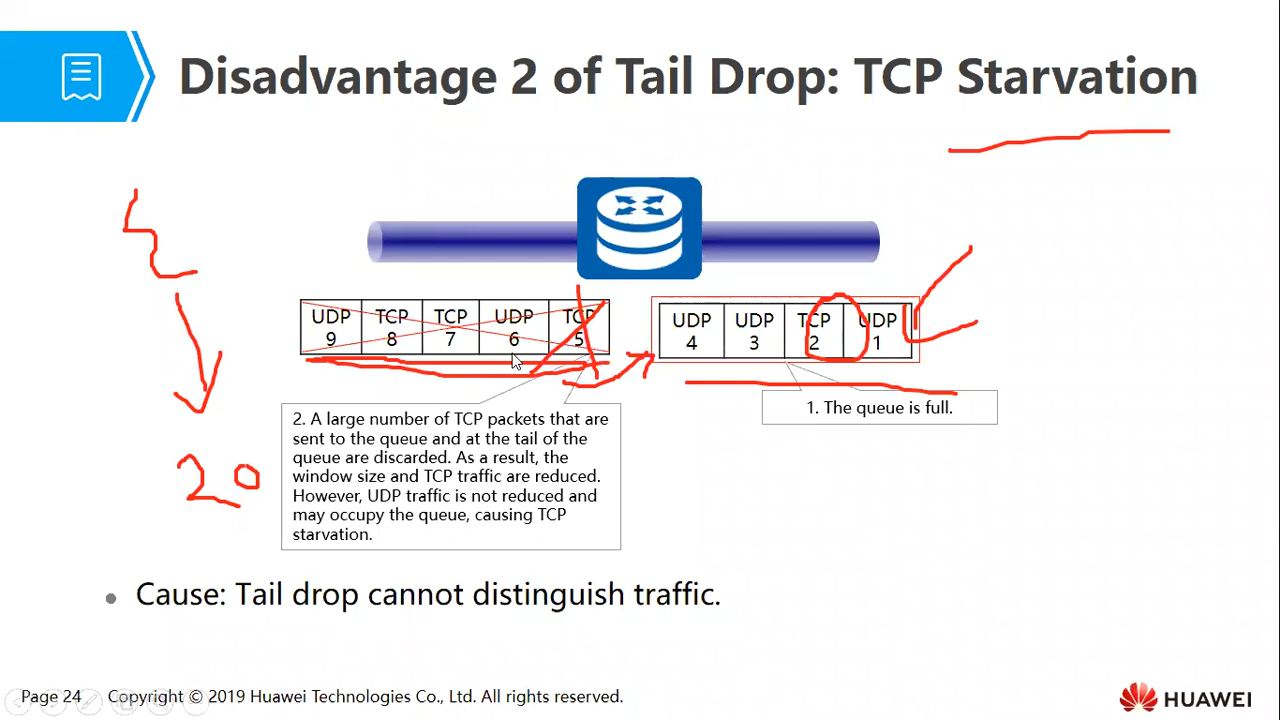 Disadvantage 2 of Tail Drop: TCP Starvation
UDP TCP TCP UDP TCP
9 8 7 6 5
UDP UDP TCP UDP
4 3 2 1
1. The queue is full.
2. A large number of TCP packets that are
sent to the queue and at the tail of the
queue are discarded. As a result, the
window size and TCP traffic are reduced.
However, UDP traffic is not reduced and
may occupy the queue, causing TCP
starvation.
20
Cause: Tail drop cannot distinguish traffic.
Page 24 Copyright © 2019 Huawei Technologies Co., Ltd. All rights reserved.
HUAWEI